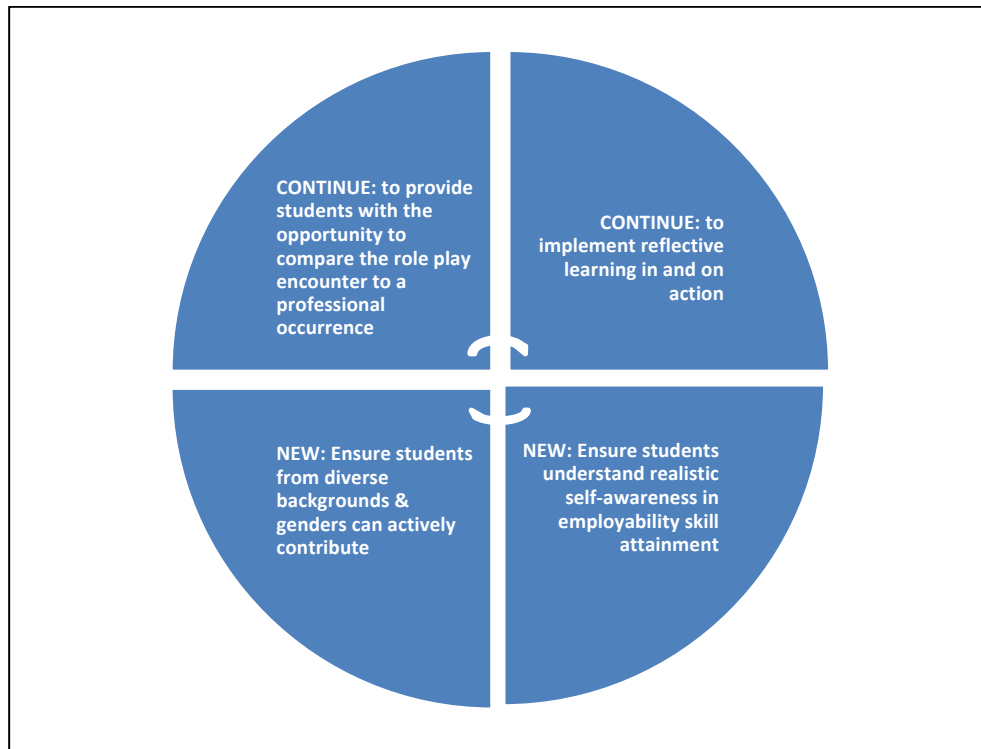 CONTINUE: to provide
students with the
opportunity to
compare the role play
encounter to a
professional
occurrence
CONTINUE: to
implement reflective
learning in and on
action
NEW: Ensure students
from diverse
backgrounds &
genders can actively
contribute
NEW: Ensure students
understand realistic
self-awareness in
employability skill
attainment